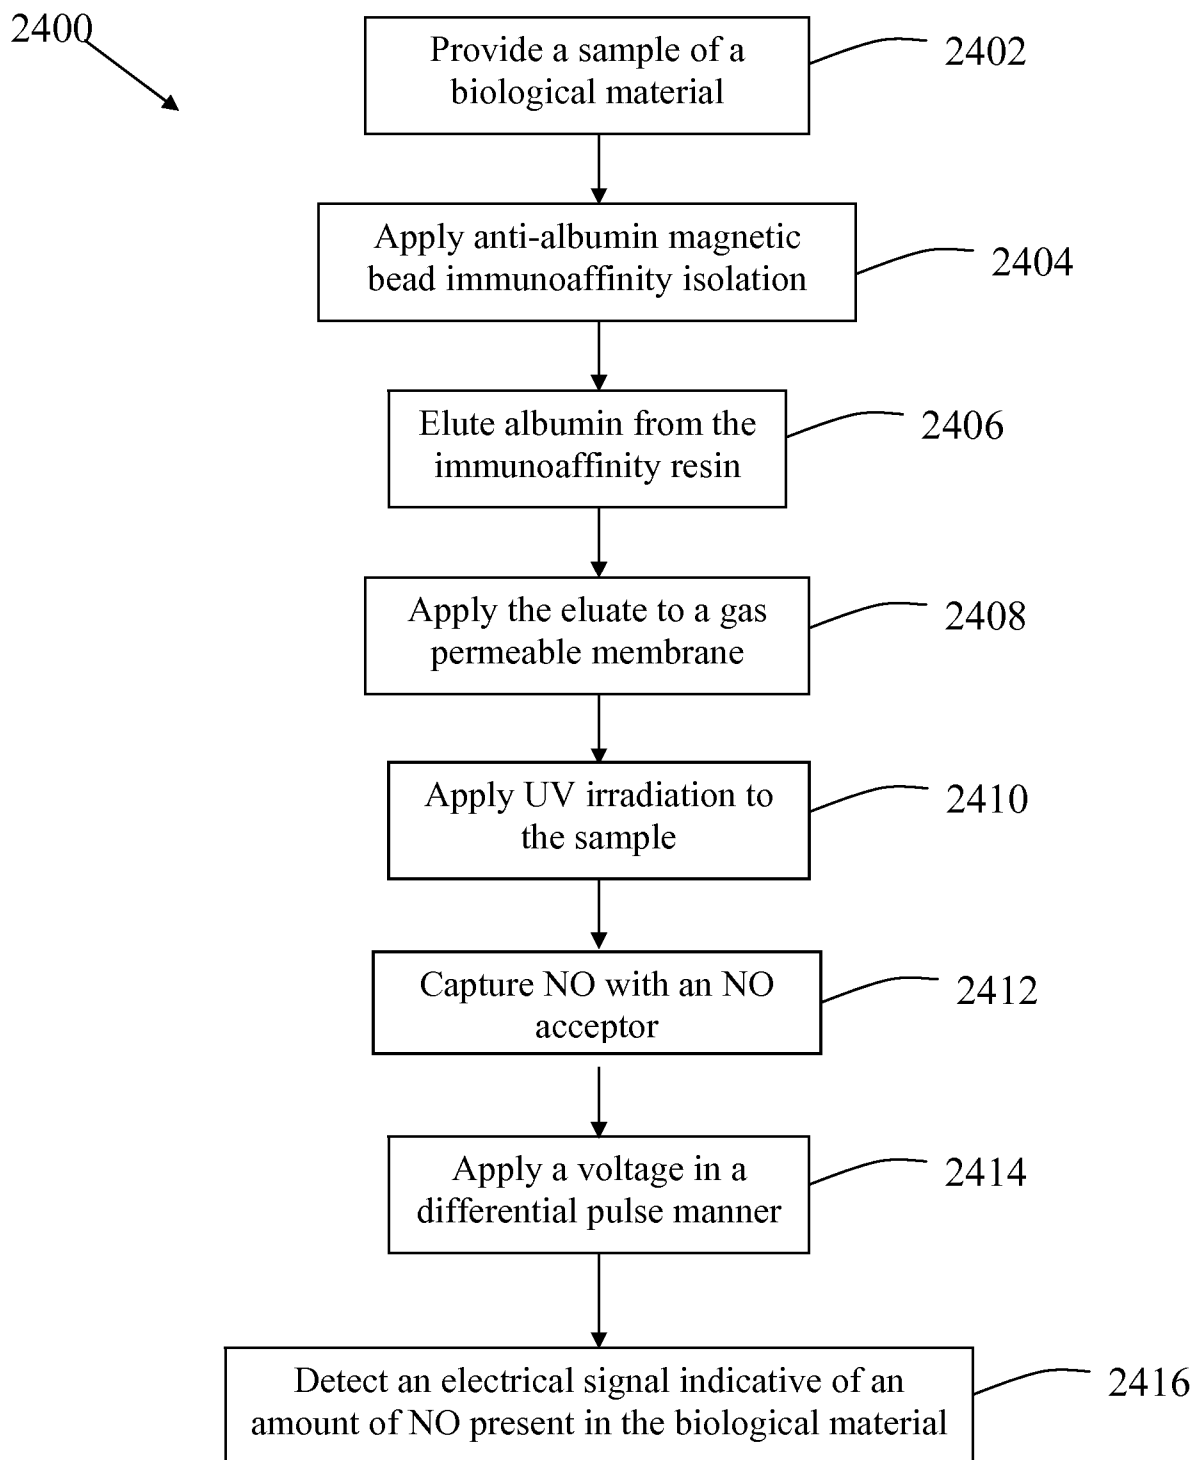 2400
Provide a sample of a
biological material
2402
Apply anti-albumin magnetic
bead immunoaffinity isolation
2404
Elute albumin from the
immunoaffinity resin
2406
Apply the eluate to a gas
permeable membrane
2408
Apply UV irradiation to
the sample
2410
Capture NO with an NO
acceptor
2412
Apply a voltage in a
differential pulse manner
2414
Detect an electrical signal indicative of an
amount of NO present in the biological material
2416